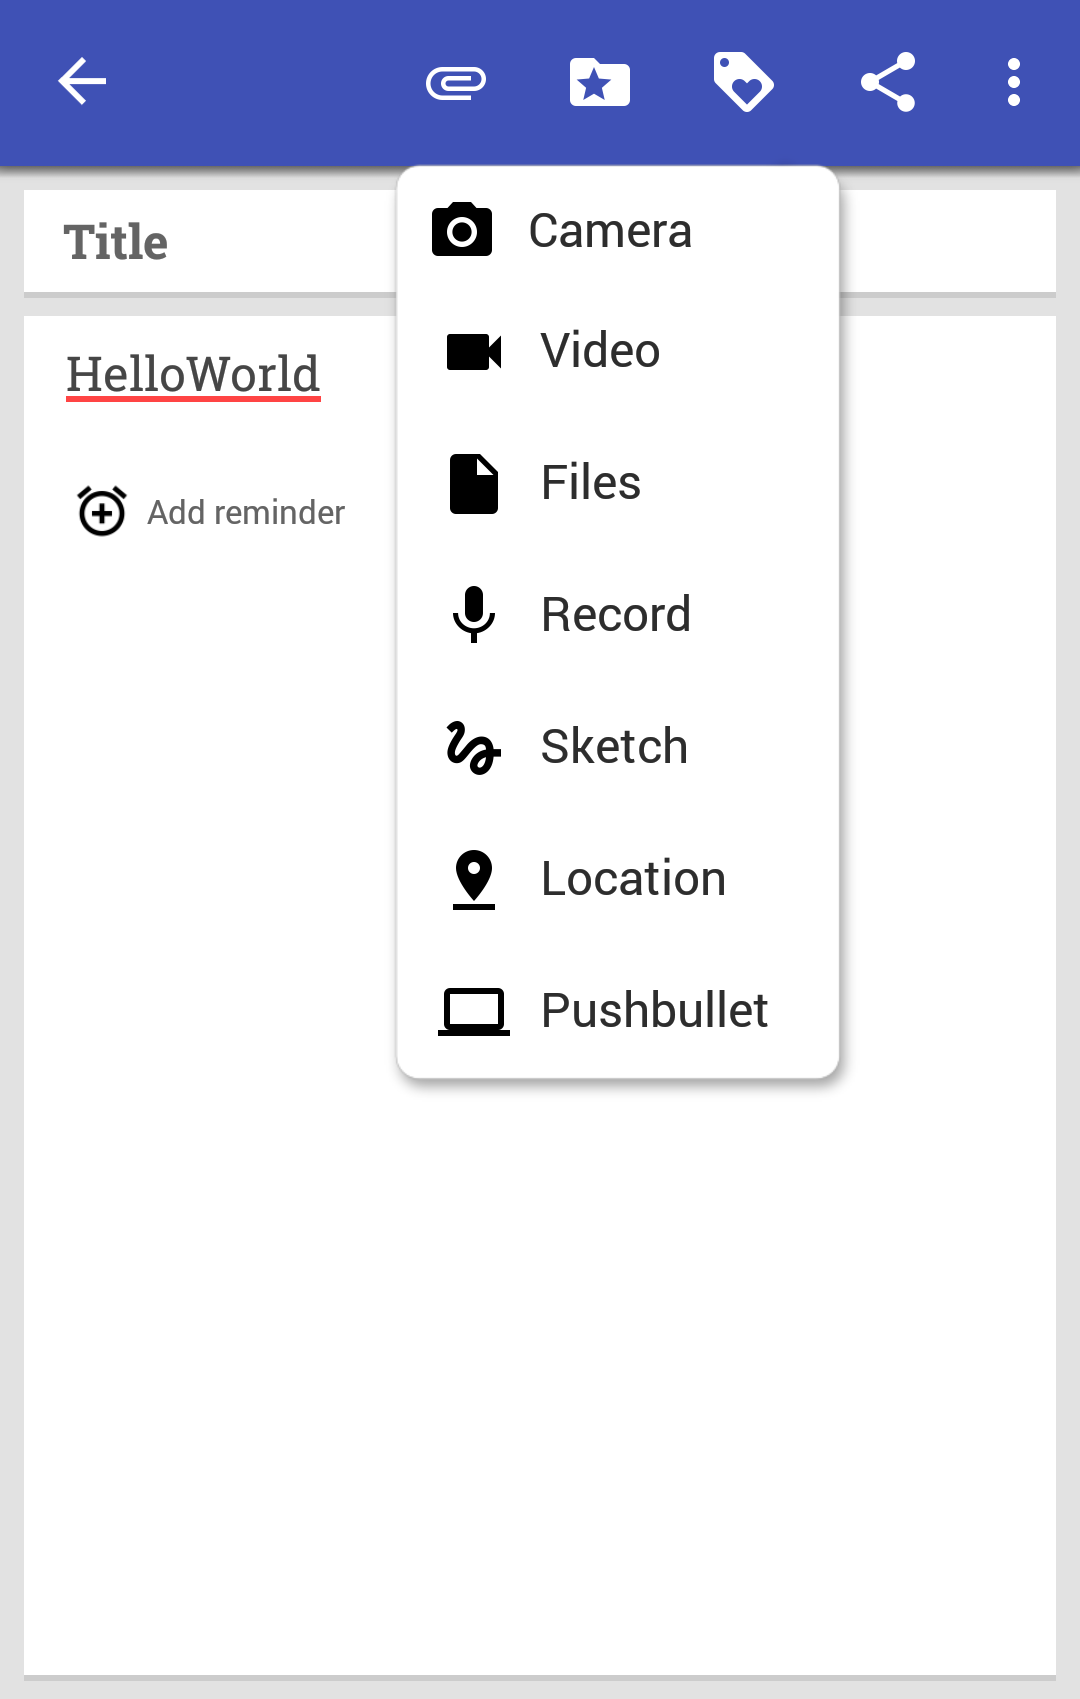 Title
HelloWorld
Add reminder
Camera
Video
Files
Record
Sketch
Location
Pushbullet